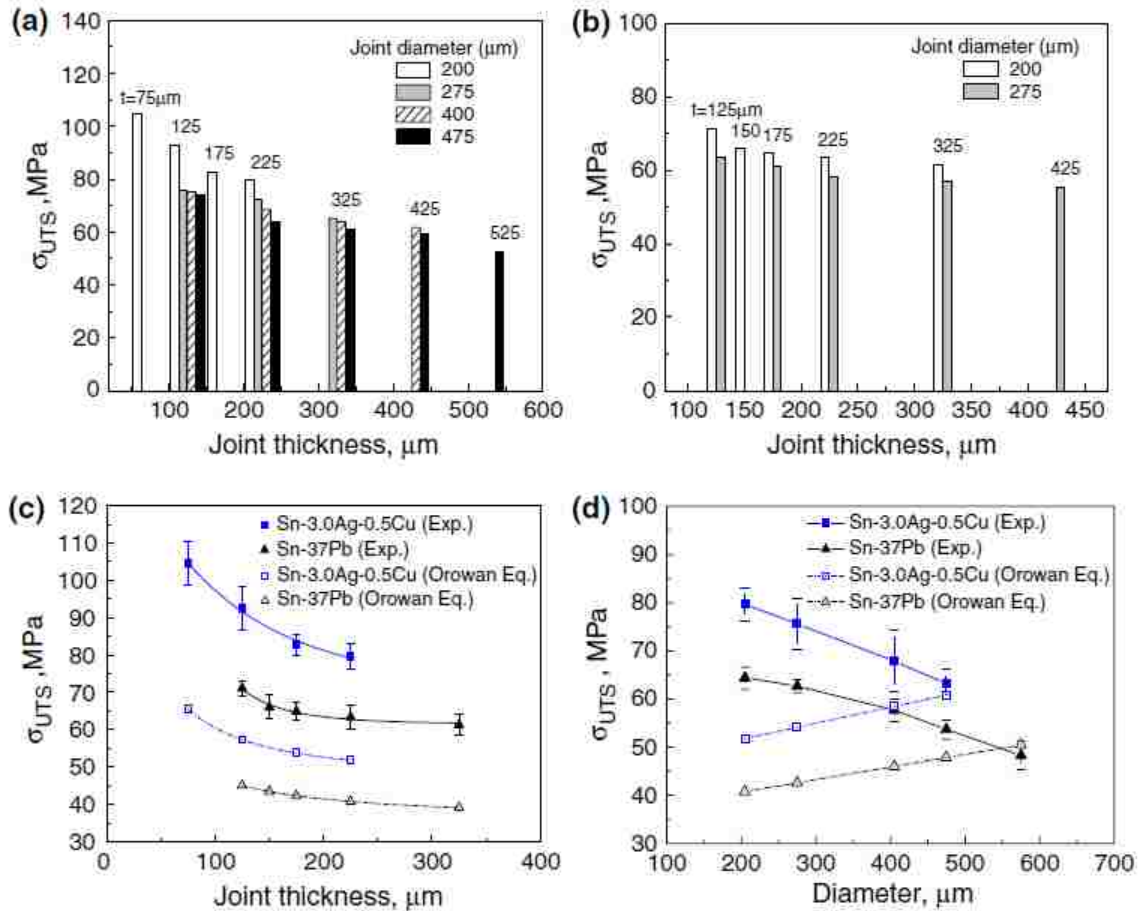 (a)
Joint diameter (μm)
200
275
400
475
t=75μm
125
175
225
325
425
525
σUTS ,MPa
140
120
100
80
60
40
20
0
100 200 300 400 500 600
Joint thickness, μm
(b)
Joint diameter (μm)
200
275
t=125μm
150
175
225
325
425
σUTS ,MPa
100
80
60
40
20
0
100 150 200 250 300 350 400 450
Joint thickness, μm
(c)
Sn-3.0Ag-0.5Cu (Exp.)
Sn-37Pb (Exp.)
Sn-3.0Ag-0.5Cu (Orowan Eq.)
Sn-37Pb (Orowan Eq.)
σUTS, MPa
120
110
100
90
80
70
60
50
40
30
0 100 200 300 400
Joint thickness, μm
(d)
Sn-3.0Ag-0.5Cu (Exp.)
Sn-37Pb (Exp.)
Sn-3.0Ag-0.5Cu (Orowan Eq.)
Sn-37Pb (Orowan Eq.)
σUTS , MPa
100
90
80
70
60
50
40
30
100 200 300 400 500 600 700
Diameter, μm